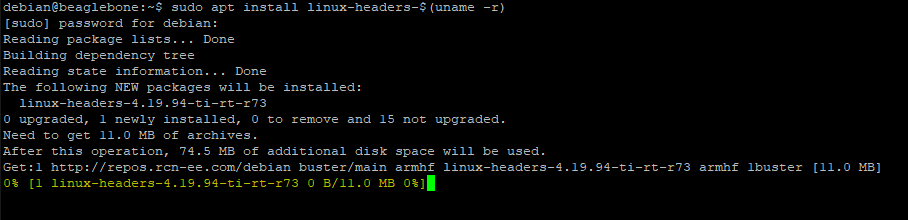 debian@beaglebone:~$ sudo apt install linux-headers-$(uname -r)
[sudo] password for debian:
Reading package lists... Done
Building dependency tree
Reading state information... Done
The following NEW packages will be installed:
  linux-headers-4.19.94-ti-rt-r73
0 upgraded, 1 newly installed, 0 to remove and 15 not upgraded.
Need to get 11.0 MB of archives.
After this operation, 74.5 MB of additional disk space will be used.
Get:1 http://repos.rcn-ee.com/debian buster/main armhf linux-headers-4.19.94-ti-rt-r73 armhf 1buster [11.0 MB]
0% [1 linux-headers-4.19.94-ti-rt-r73 0 B/11.0 MB 0%]